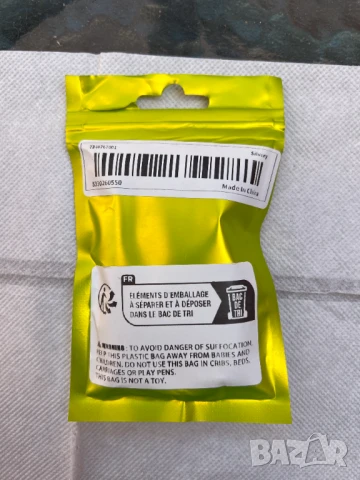 Made in China
FR
ÉLÉMENTS D'EMBALLAGE
À SÉPARER ET À DÉPOSER
DANS LE BAC DE TRI
BAC
DE
TRI
WARNING: TO AVOID DANGER OF SUFFOCATION,
KEEP THIS PLASTIC BAG AWAY FROM BABIES AND
CHILDREN. DO NOT USE THIS BAG IN CRIBS, BEDS,
CARRIAGES OR PLAY PENS.
THIS BAG IS NOT A TOY.
BAZAR